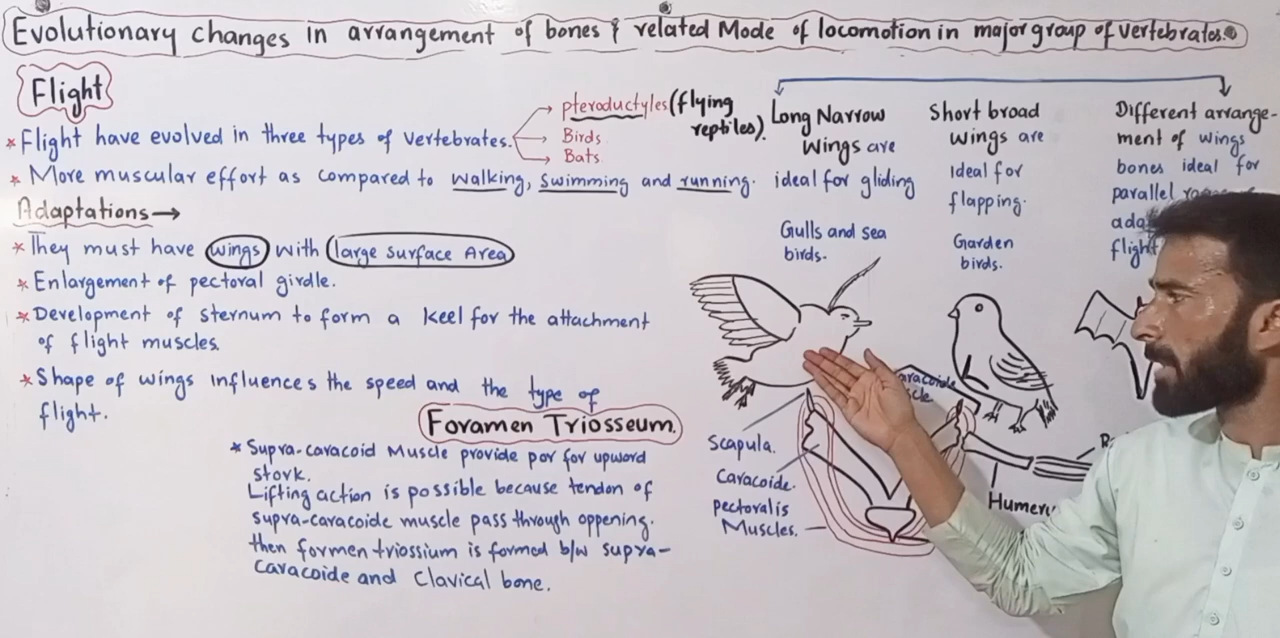 Evolutionary changes in arrangement of bones & related Mode of locomotion in major group of vertebrates.
Flight
* Flight have evolved in three types of vertebrates.
pteroductyles (flying
reptiles).
Birds
Bats
* More muscular effort as compared to walking, swimming and running.
Adaptations →
* They must have wings with large surface Area
* Enlargement of pectoral girdle.
* Development of sternum to form a keel for the attachment
of flight muscles.
* Shape of wings influences the speed and the type of
flight.
Foramen Triosseum.
* Supra-caracoid Muscle provide por for upward
stork.
Lifting action is possible because tendon of
supra-caracoide muscle pass through oppening.
then formen triossium is formed b/w supra-
caracoide and clavical bone.
Long Narrow
Wings are
ideal for gliding
Gulls and sea
birds.
Short broad
wings are
Ideal for
flapping.
Garden
birds.
Different arrange-
ment of wings
bones ideal for
parallel
flight
Scapula.
Caracoide.
pectoralis
Muscles.